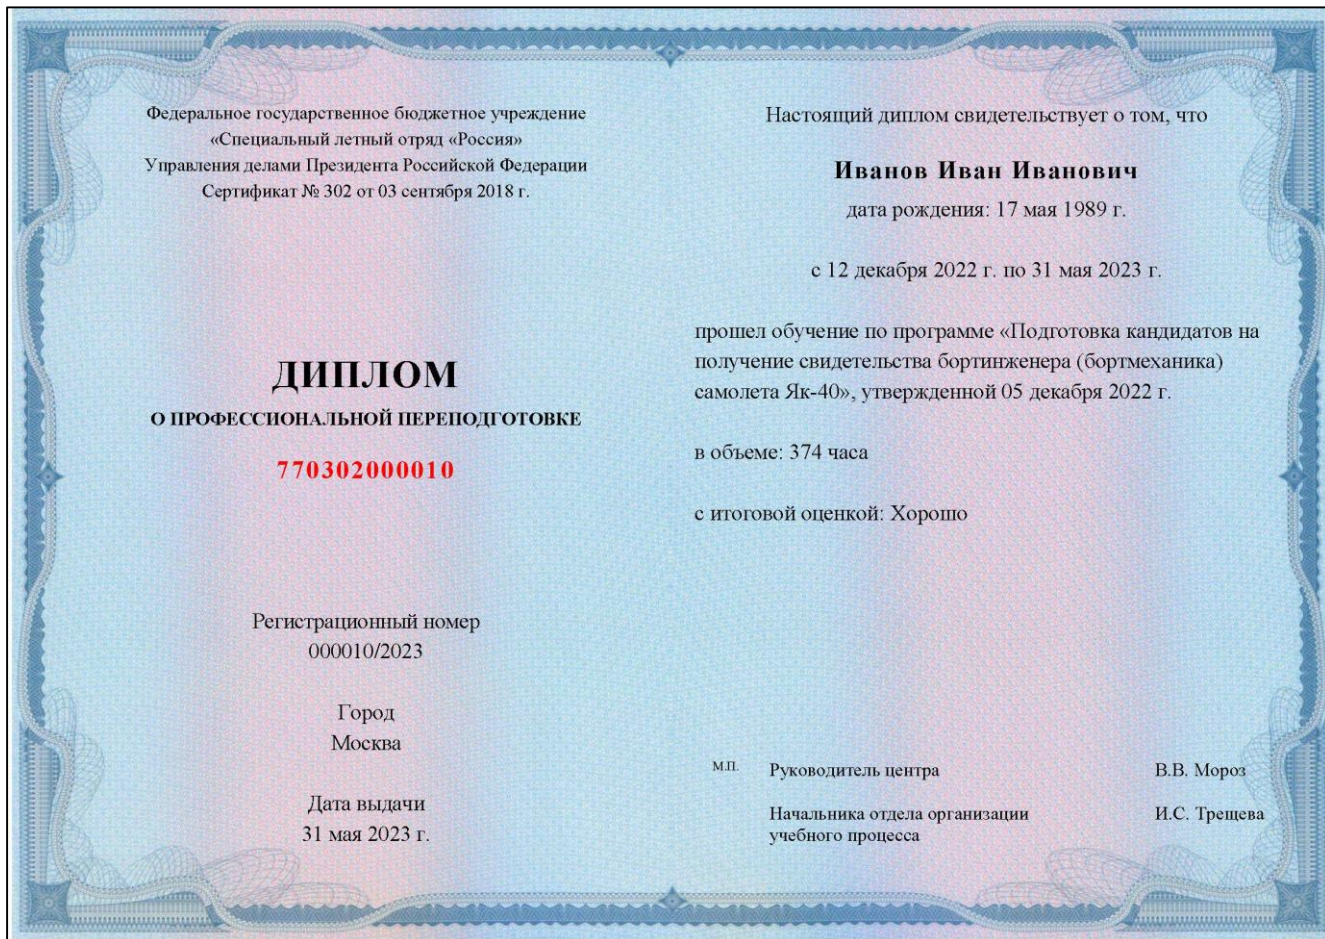 Федеральное государственное бюджетное учреждение
«Специальный летный отряд «Россия»
Управления делами Президента Российской Федерации
Сертификат № 302 от 03 сентября 2018 г.
ДИПЛОМ
О ПРОФЕССИОНАЛЬНОЙ ПЕРЕПОДГОТОВКЕ
770302000010
Регистрационный номер
000010/2023
Город
Москва
Дата выдачи
31 мая 2023 г.
Настоящий диплом свидетельствует о том, что
Иванов Иван Иванович
дата рождения: 17 мая 1989 г.
с 12 декабря 2022 г. по 31 мая 2023 г.
прошел обучение по программе «Подготовка кандидатов на
получение свидетельства бортинженера (бортмеханика)
самолета Як-40», утвержденной 05 декабря 2022 г.
в объеме: 374 часа
с итоговой оценкой: Хорошо
М.П. Руководитель центра В.В. Мороз
Начальника отдела организации И.С. Трещева
учебного процесса